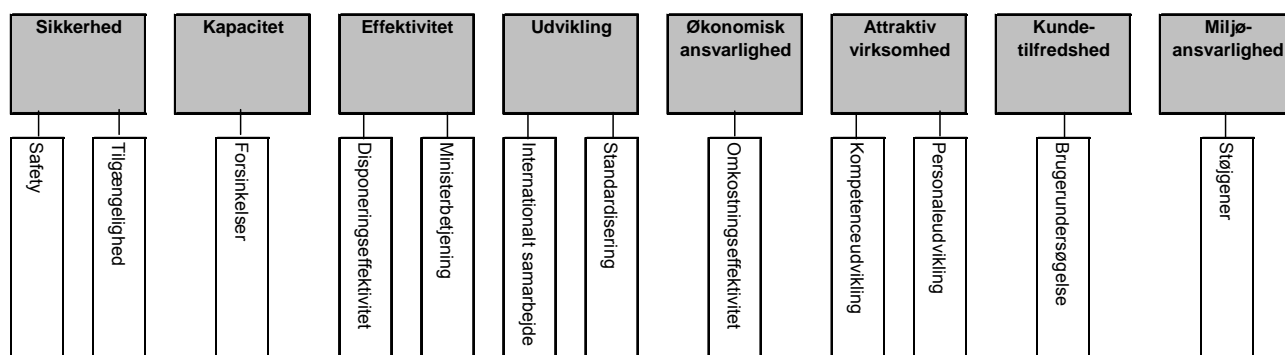 Sikkerhed
Kapacitet
Effektivitet
Udvikling
Økonomisk
ansvarlighed
Attraktiv
virksomhed
Kunde-
tilfredshed
Miljø-
ansvarlighed
Safety
Tilgængelighed
Forsinkelser
Disponeringseffektivitet
Ministerbetjening
Internationalt samarbejde
Standardisering
Omkostningseffektivitet
Kompetenceudvikling
Personaleudvikling
Brugerundersøgelse
Støjgener